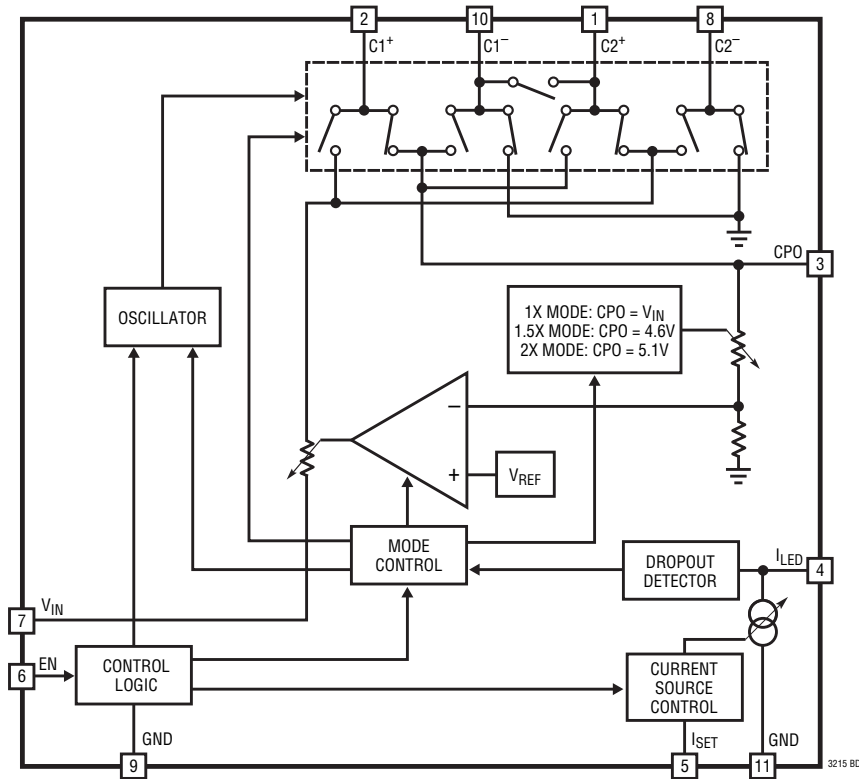 2
10
1
8
C1+
C1–
C2+
C2–
CPO
3
OSCILLATOR
1X MODE: CPO = VIN
1.5X MODE: CPO = 4.6V
2X MODE: CPO = 5.1V
–
+
VREF
MODE
CONTROL
DROPOUT
DETECTOR
ILED
4
VIN
7
EN
6
CONTROL
LOGIC
CURRENT
SOURCE
CONTROL
GND
ISET
GND
9
5
11
3215 BD